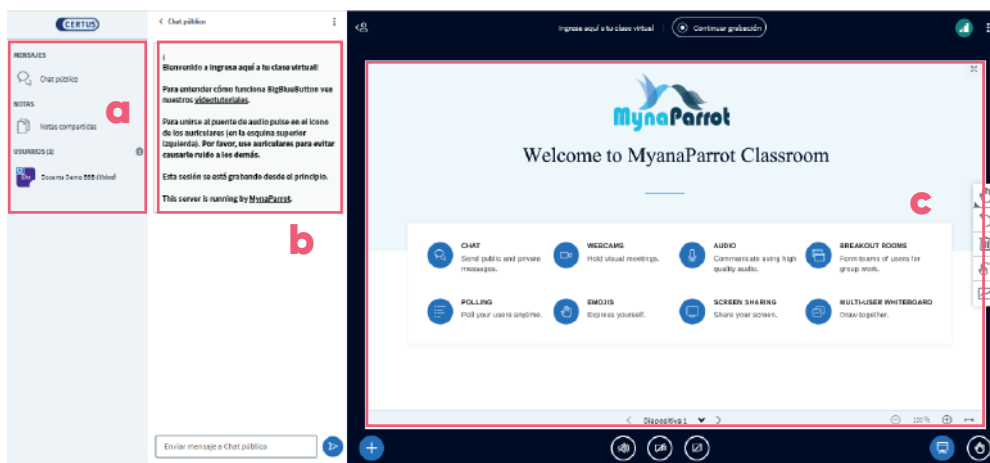 CERTUS
MENSAJES
Chat público
NOTAS
Notas compartidas
USUARIOS (1)
Do
Docente Demo BBB (Virtual)
a
Chat público
¡
Bienvenido a Ingresa aquí a tu clase virtual!
Para entender cómo funciona BigBlueButton vea
nuestros videotutoriales.
Para unirse al puente de audio pulse en el icono
de los auriculares (en la esquina superior
izquierda). Por favor, use auriculares para evitar
causarle ruido a los demás.
Esta sesión se está grabando desde el principio.
This server is running by MynaParrot.
b
Enviar mensaje a Chat público
Ingresa aquí a tu clase virtual
Continuar grabación
MynaParrot
Welcome to MyanaParrot Classroom
c
CHAT
Send public and private
messages.
WEBCAMS
Hold visual meetings.
AUDIO
Communicate using high
quality audio.
BREAKOUT ROOMS
Form teams of users for
group work.
POLLING
Poll your users anytime.
EMOJIS
Express yourself.
SCREEN SHARING
Share your screen.
MULTI-USER WHITEBOARD
Draw together.
Diapositiva 1
100%